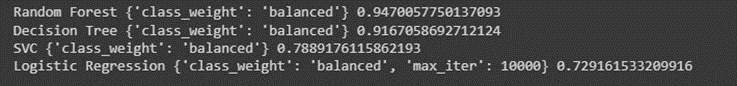 Random Forest {'class_weight': 'balanced'} 0.9470057750137093
Decision Tree {'class_weight': 'balanced'} 0.9167058692712124
SVC {'class_weight': 'balanced'} 0.7889176115862193
Logistic Regression {'class_weight': 'balanced', 'max_iter': 10000} 0.729161533209916